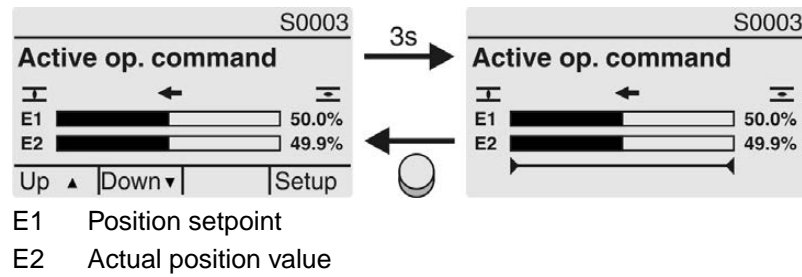 S0003
Active op. command
E1 50.0%
E2 49.9%
Up ▲ Down ▼ Setup
3s
S0003
Active op. command
E1 50.0%
E2 49.9%
E1 Position setpoint
E2 Actual position value